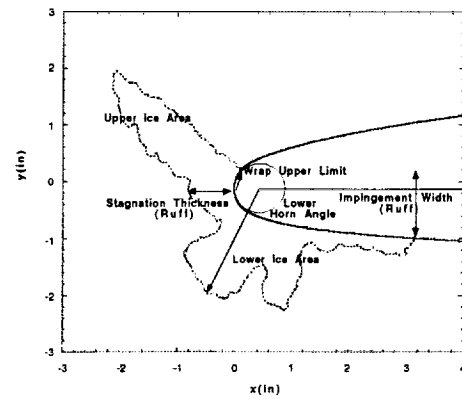 3
2
Upper Ice Area
1
y(in)
Wrap Upper Limit
0
Stagnation Thickness
(Ruff)
Lower
Horn Angle
Impingement Width
(Ruff)
-1
Lower Ice Area
-2
-3
-3 -2 -1 0 1 2 3 4
x(in)